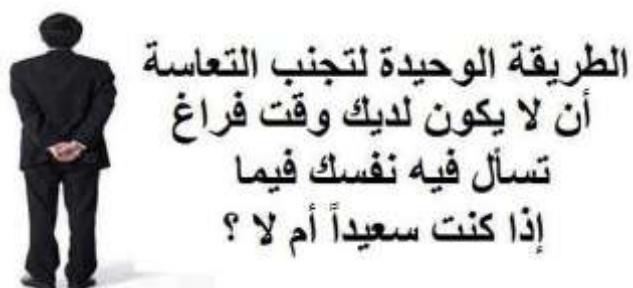 الطريقة الوحيدة لتجنب التعاسة
أن لا يكون لديك وقت فراغ
تسأل فيه نفسك فيما
إذا كنت سعيداً أم لا ؟